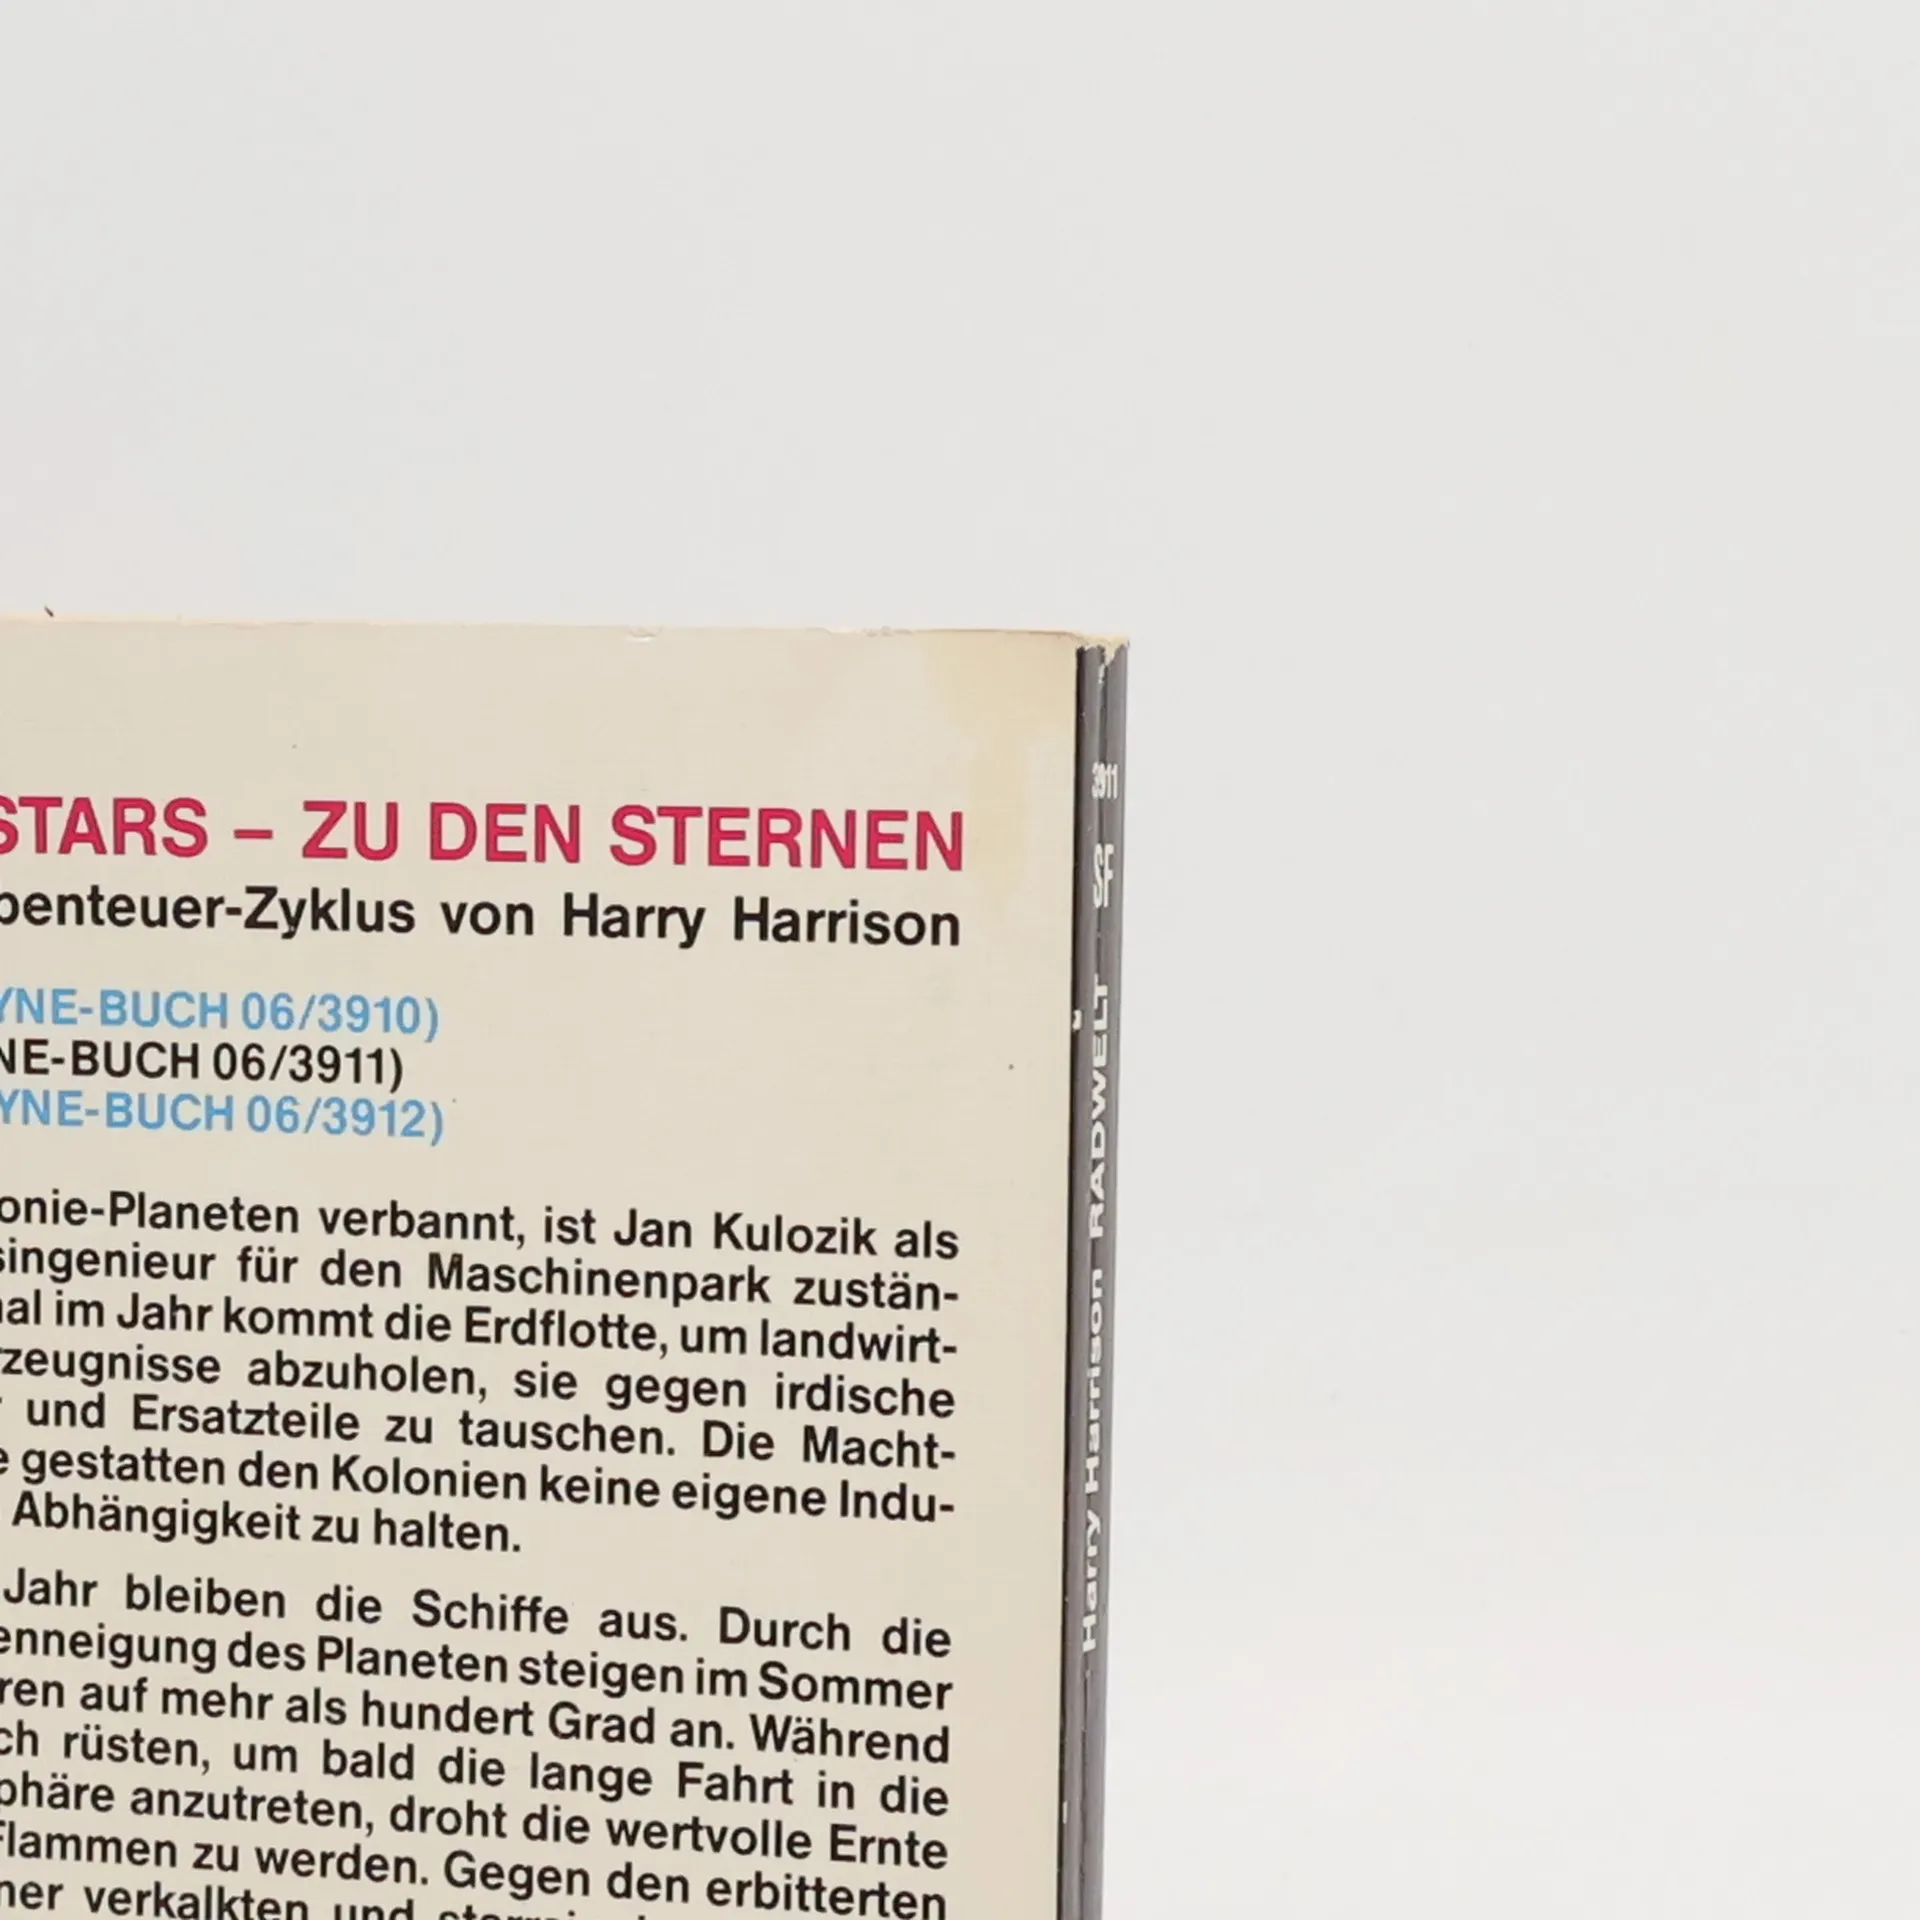 STARS – ZU DEN STERNEN
benteuer-Zyklus von Harry Harrison
YNE-BUCH 06/3910)
NE-BUCH 06/3911)
YNE-BUCH 06/3912)
onie-Planeten verbannt, ist Jan Kulozik als
singenieur für den Maschinenpark zustän-
al im Jahr kommt die Erdflotte, um landwirt-
rzeugnisse abzuholen, sie gegen irdische
und Ersatzteile zu tauschen. Die Macht-
e gestatten den Kolonien keine eigene Indu-
Abhängigkeit zu halten.
Jahr bleiben die Schiffe aus. Durch die
enneigung des Planeten steigen im Sommer
ren auf mehr als hundert Grad an. Während
ch rüsten, um bald die lange Fahrt in die
phäre anzutreten, droht die wertvolle Ernte
Flammen zu werden. Gegen den erbitterten
ner verkalkten und
Harry Harrison RADWELT SF 3911